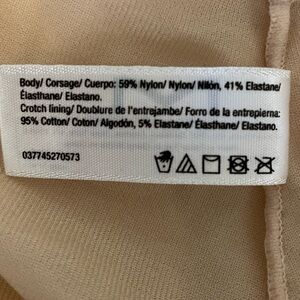 Body/ Corsage/ Cuerpo: 59% Nylon/ Nylon/ Nilón, 41% Elastane/
Élasthane/ Elastano.
Crotch lining/ Doublure de l'entrejambe/ Forro de la entrepierna:
95% Cotton/ Coton/ Algodón, 5% Elastane/ Élasthane/ Elastano.
037745270573